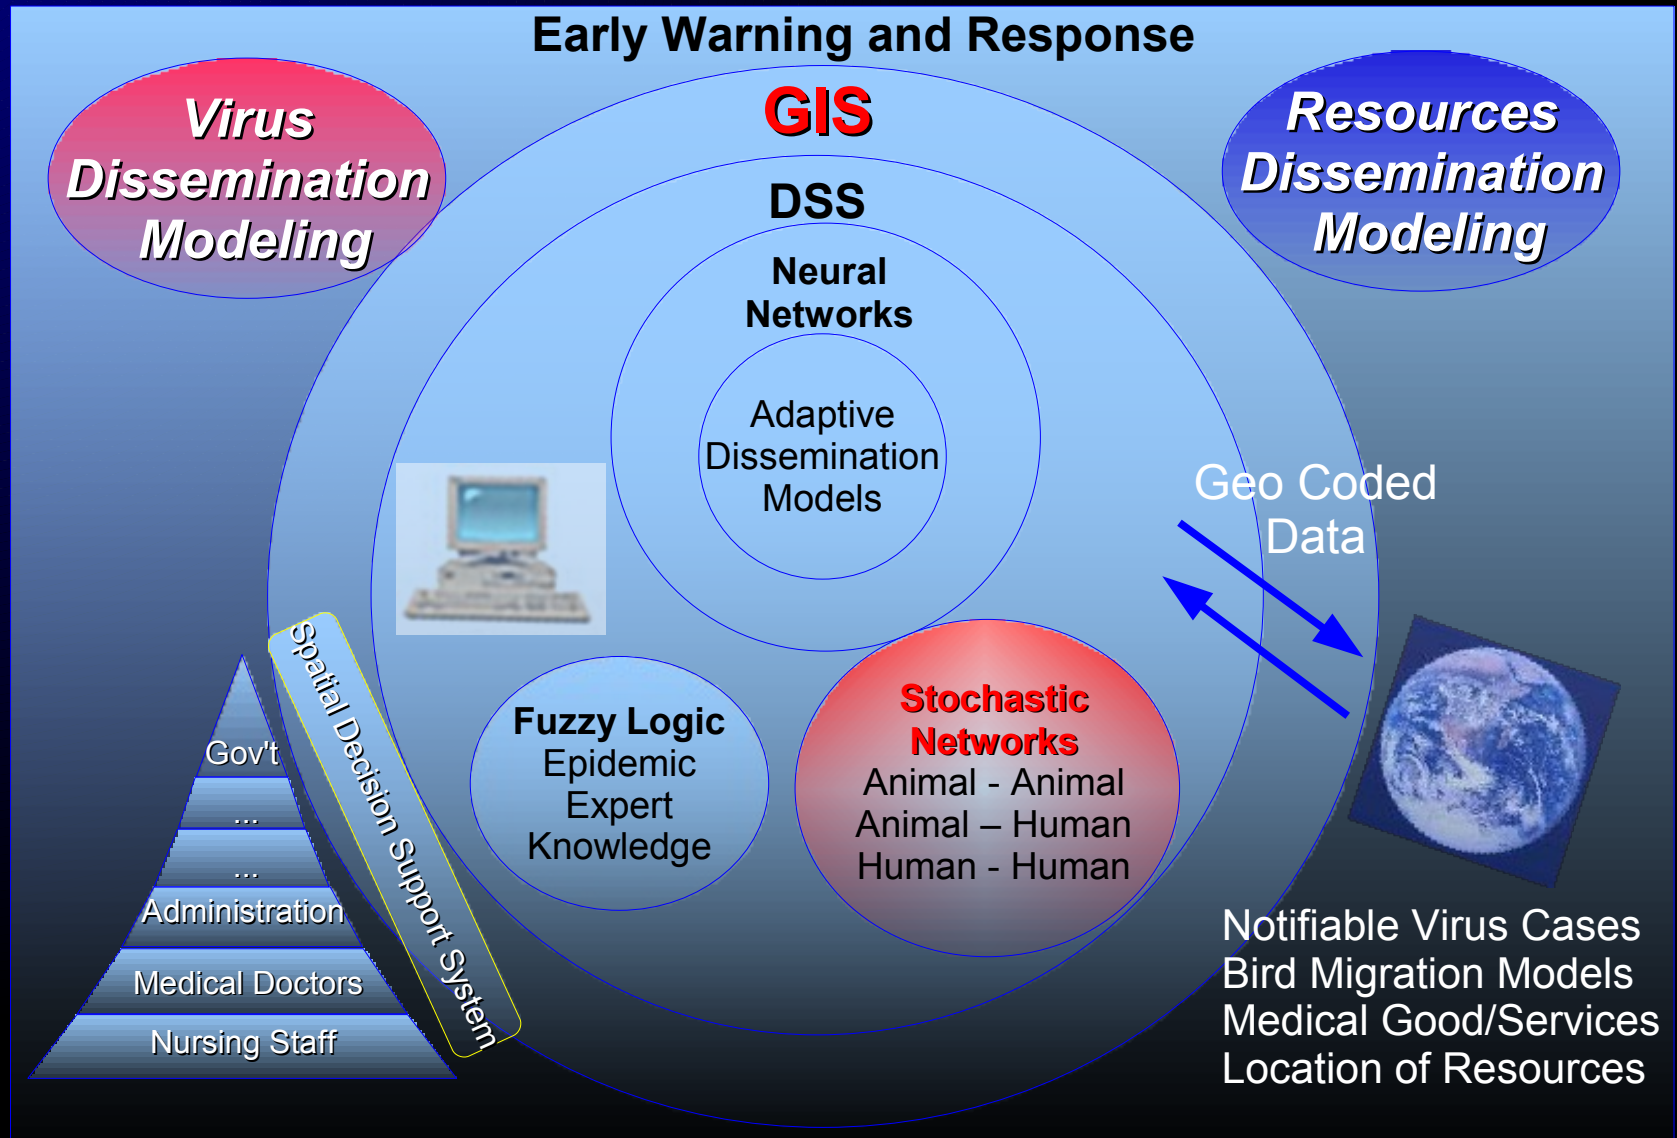 Early Warning and Response
Virus
Dissemination
Modeling
GIS
Resources
Dissemination
Modeling
DSS
Neural
Networks
Adaptive
Dissemination
Models
Geo Coded
Data
Spatial Decision Support System
Fuzzy Logic
Epidemic
Expert
Knowledge
Stochastic
Networks
Animal - Animal
Animal – Human
Human - Human
Gov't
...
...
Administration
Medical Doctors
Nursing Staff
Notifiable Virus Cases
Bird Migration Models
Medical Good/Services
Location of Resources